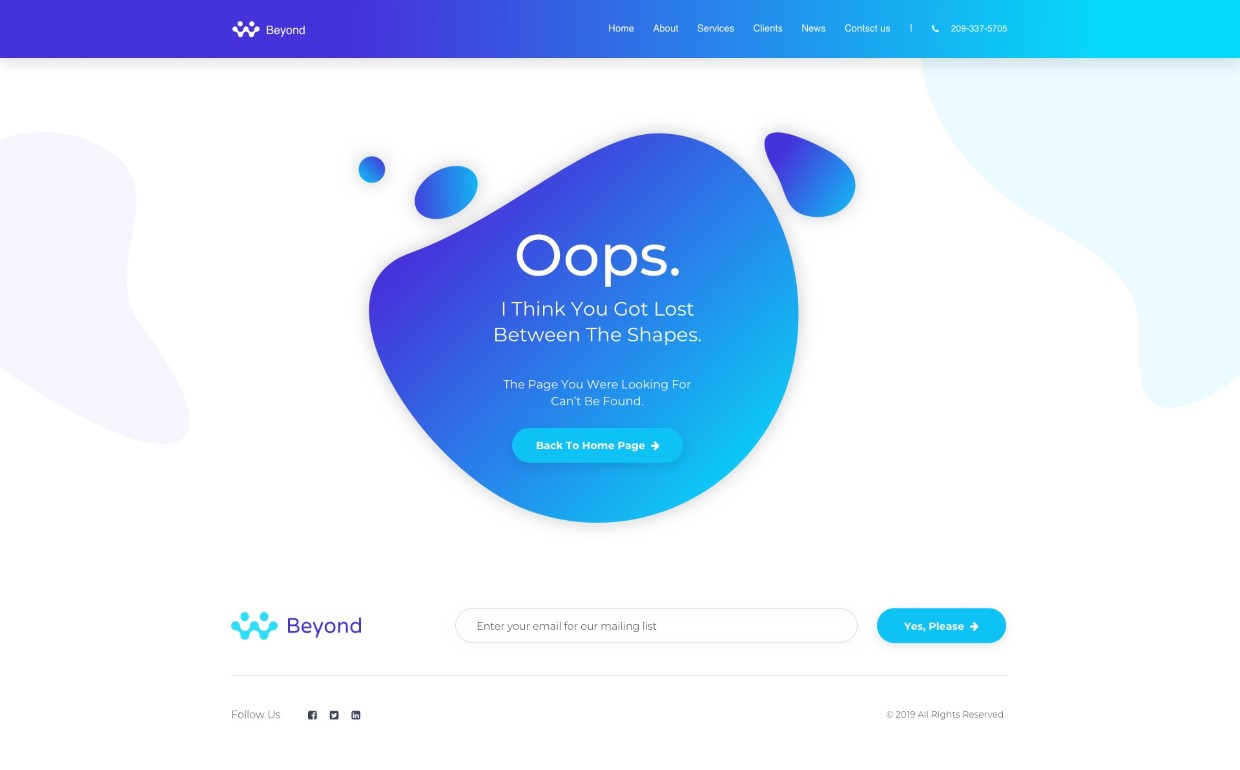 Beyond
Home About Services Clients News Contsct us | 209-337-5705
Oops.
I Think You Got Lost
Between The Shapes.
The Page You Were Looking For
Can't Be Found.
Back To Home Page →
Beyond
Enter your email for our mailing list
Yes, Please →
Follow Us
© 2019 All Rights Reserved